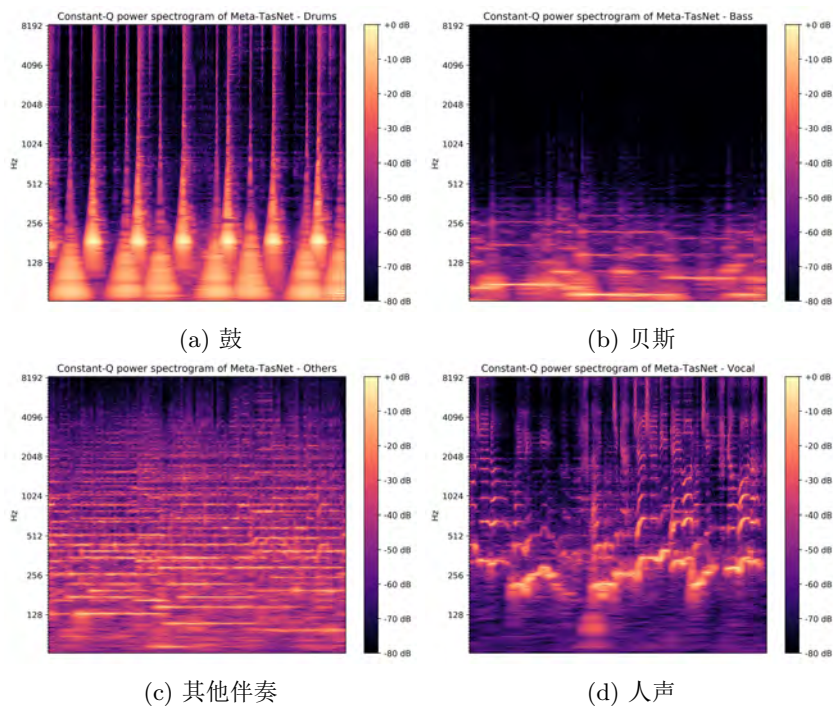 Constant-Q power spectrogram of Meta-TasNet - Drums
8192
4096
2048
1024
512
256
128
Hz
+0 dB
-10 dB
-20 dB
-30 dB
-40 dB
-50 dB
-60 dB
-70 dB
-80 dB
(a) 鼓
Constant-Q power spectrogram of Meta-TasNet - Bass
8192
4096
2048
1024
512
256
128
Hz
+0 dB
-10 dB
-20 dB
-30 dB
-40 dB
-50 dB
-60 dB
-70 dB
-80 dB
(b) 贝斯
Constant-Q power spectrogram of Meta-TasNet - Others
8192
4096
2048
1024
512
256
128
Hz
+0 dB
-10 dB
-20 dB
-30 dB
-40 dB
-50 dB
-60 dB
-70 dB
-80 dB
(c) 其他伴奏
Constant-Q power spectrogram of Meta-TasNet - Vocal
8192
4096
2048
1024
512
256
128
Hz
+0 dB
-10 dB
-20 dB
-30 dB
-40 dB
-50 dB
-60 dB
-70 dB
-80 dB
(d) 人声